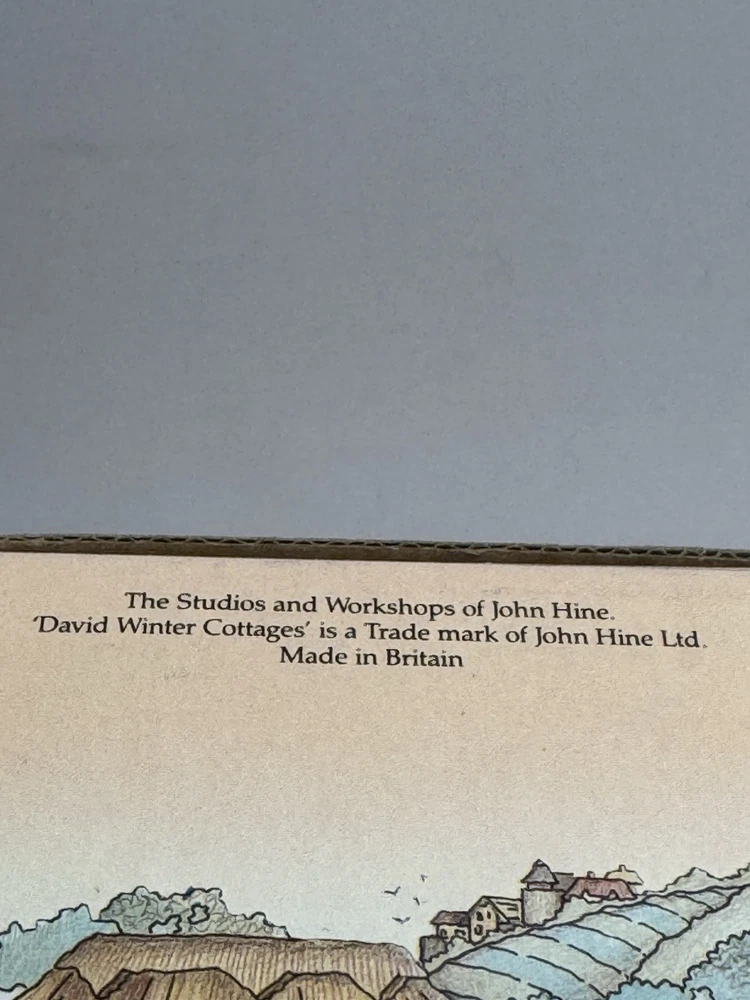 The Studios and Workshops of John Hine.
'David Winter Cottages' is a Trade mark of John Hine Ltd.
Made in Britain